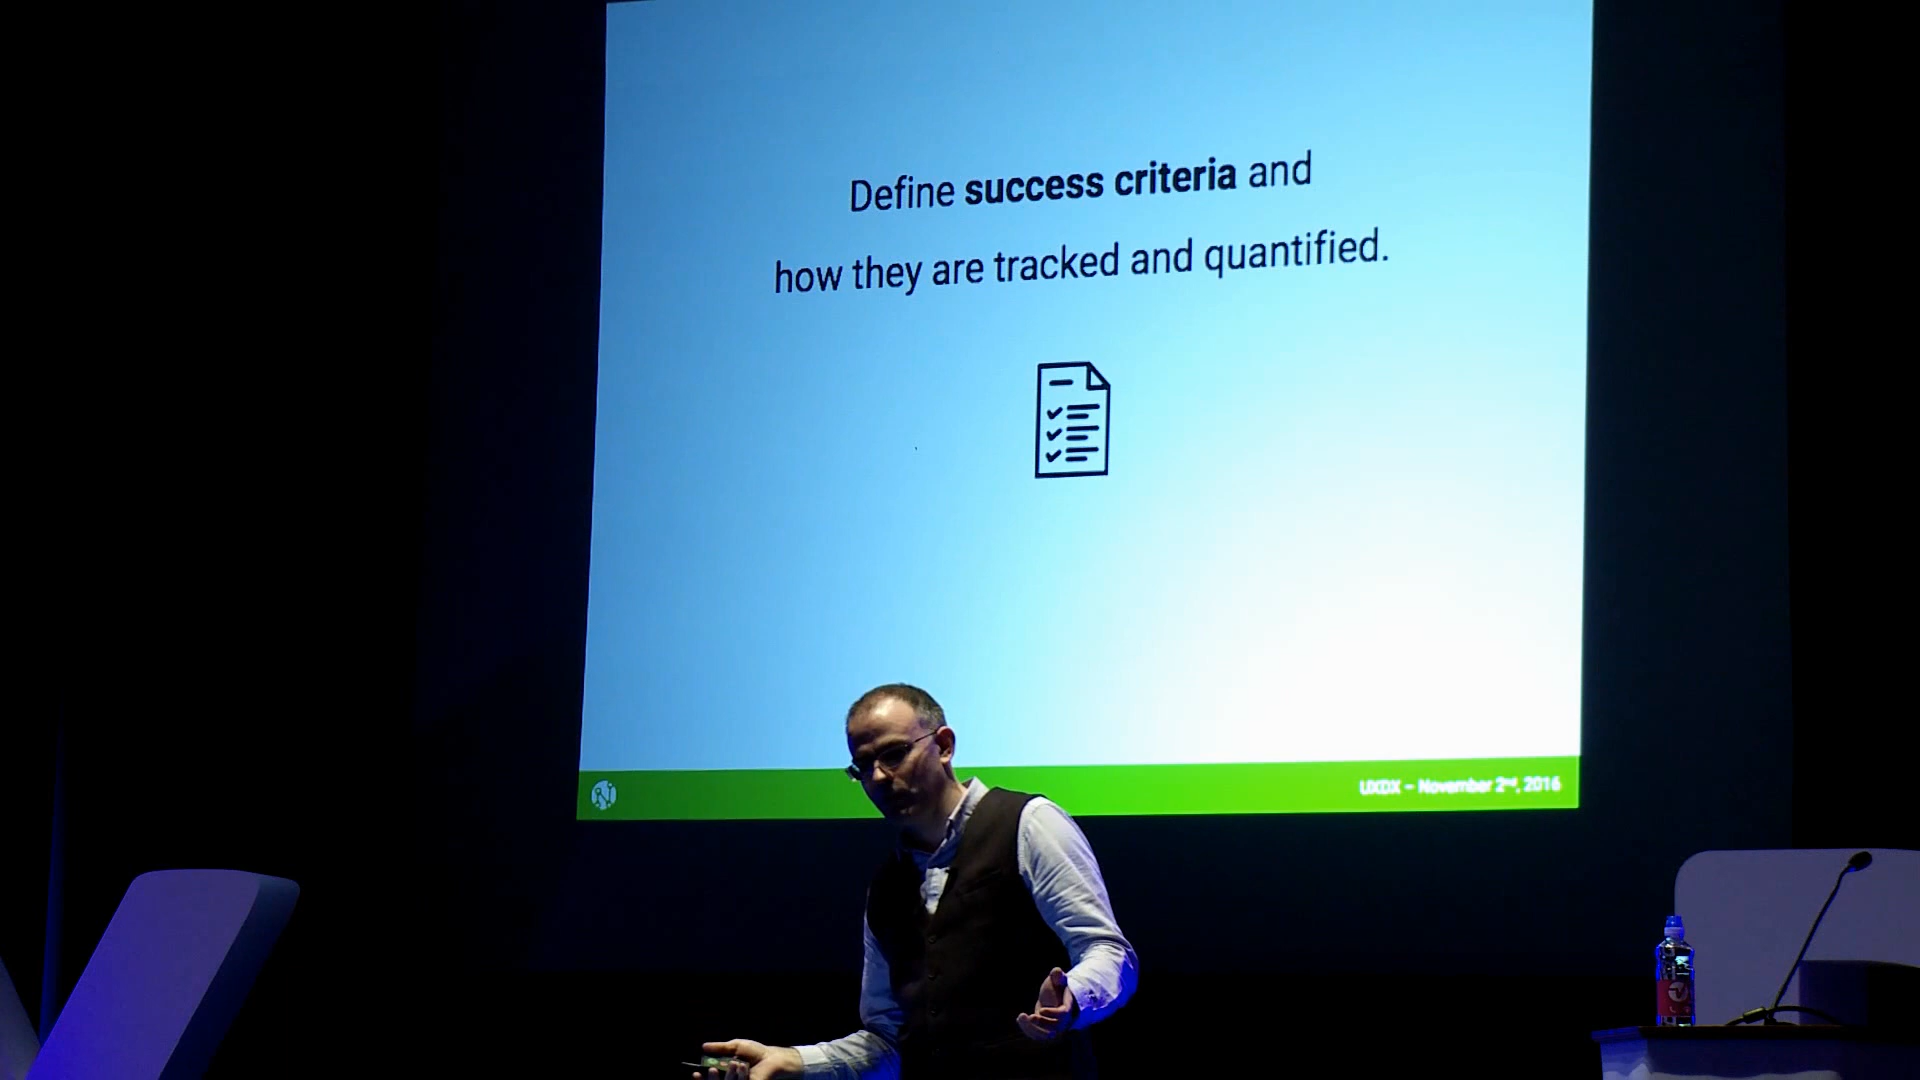 Define success criteria and
how they are tracked and quantified.
UXDX – November 2nd, 2016